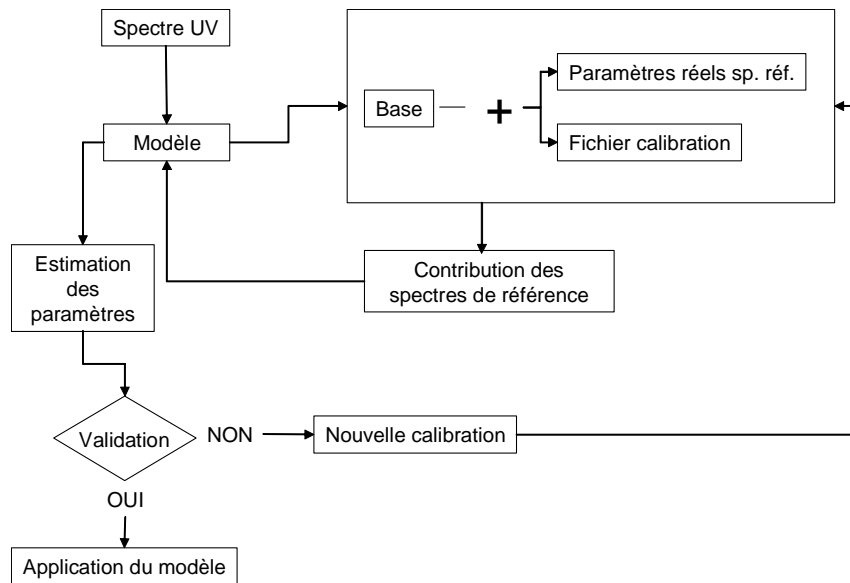 Spectre UV
Paramètres réels sp. réf.
Base
+
Modèle
Fichier calibration
Estimation
des
paramètres
Contribution des
spectres de référence
Validation
NON
Nouvelle calibration
OUI
Application du modèle